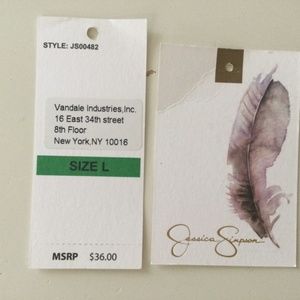 STYLE: JS00482
Vandale Industries,Inc.
16 East 34th street
8th Floor
New York,NY 10016
SIZE L
MSRP $36.00
Jessica Simpson